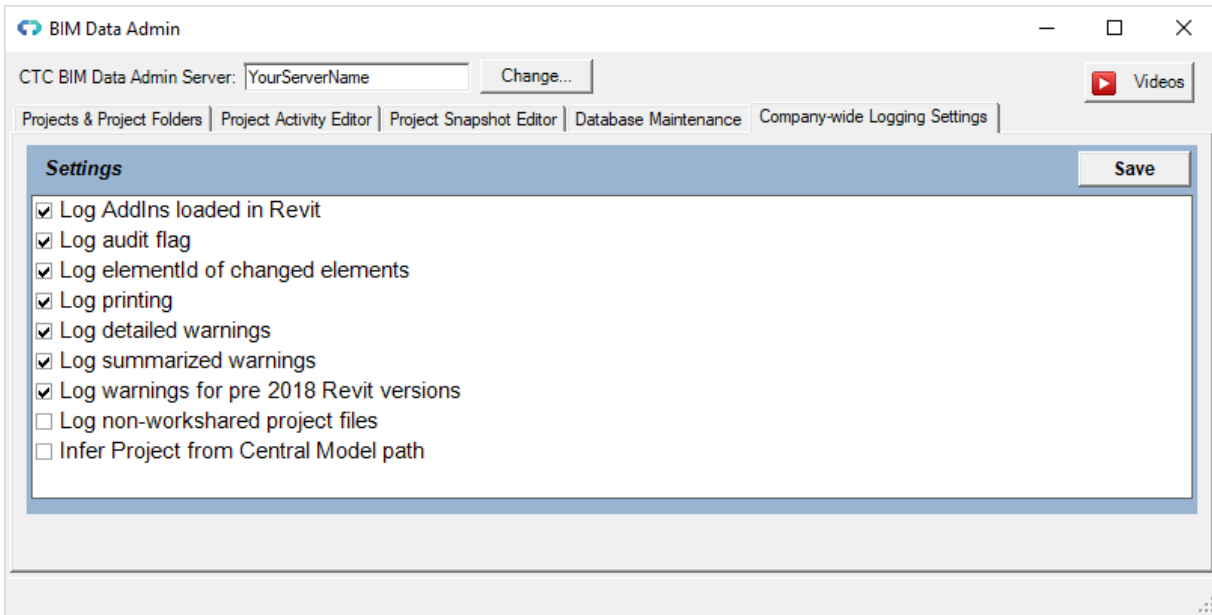 BIM Data Admin
CTC BIM Data Admin Server: YourServerName Change... Videos
Projects & Project Folders Project Activity Editor Project Snapshot Editor Database Maintenance Company-wide Logging Settings
Settings Save
Log AddIns loaded in Revit
Log audit flag
Log elementId of changed elements
Log printing
Log detailed warnings
Log summarized warnings
Log warnings for pre 2018 Revit versions
Log non-workshared project files
Infer Project from Central Model path